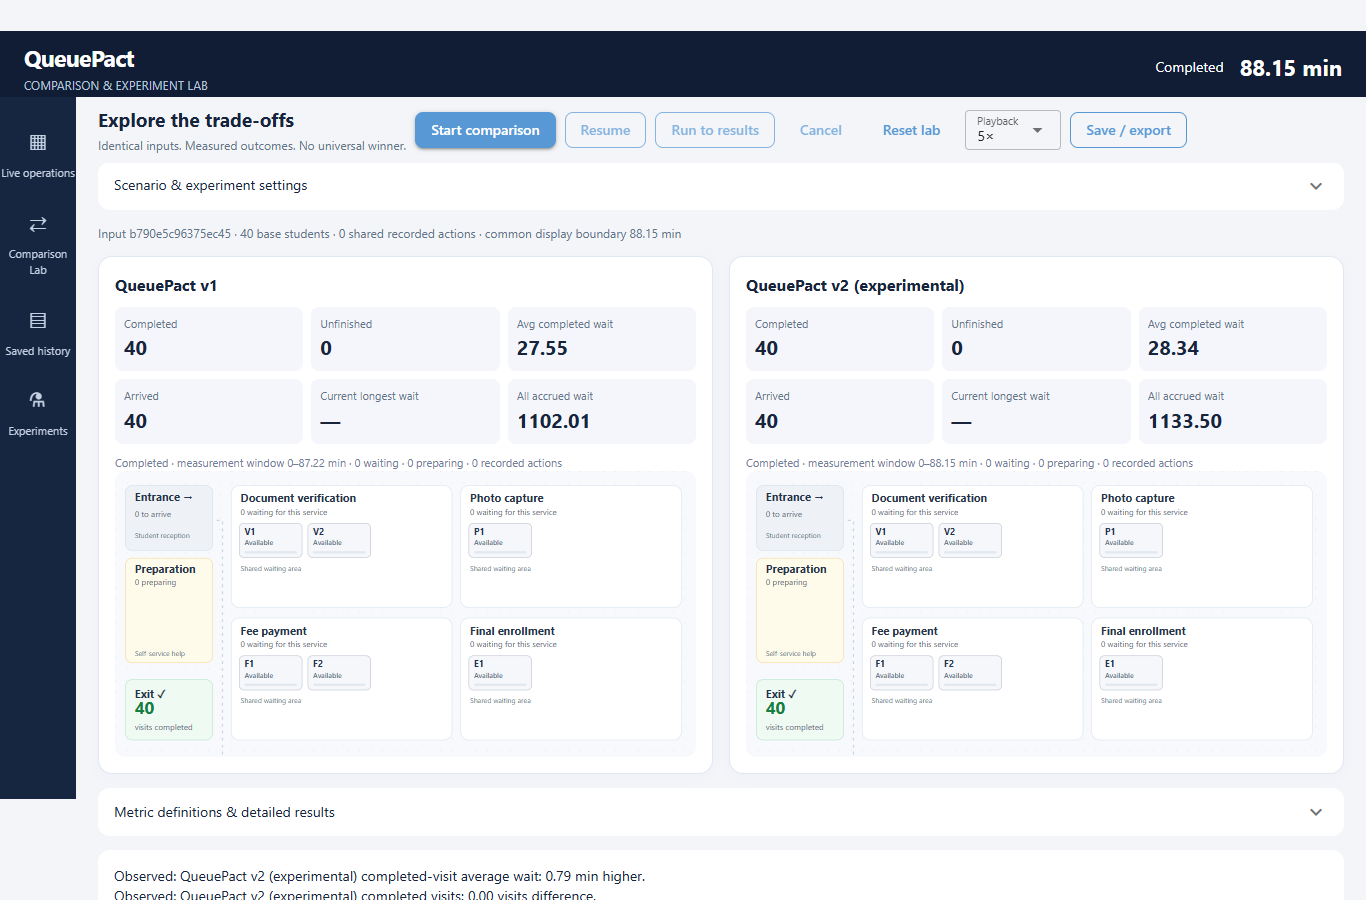 QueuePact
COMPARISON & EXPERIMENT LAB
Completed 88.15 min
Live operations
Comparison
Lab
Saved history
Experiments
Explore the trade-offs
Identical inputs. Measured outcomes. No universal winner.
Start comparison
Resume
Run to results
Cancel
Reset lab
Playback
5×
Save / export
Scenario & experiment settings
Input b790e5c96375ec45 · 40 base students · 0 shared recorded actions · common display boundary 88.15 min
QueuePact v1
Completed
40
Unfinished
0
Avg completed wait
27.55
Arrived
40
Current longest wait
—
All accrued wait
1102.01
Completed · measurement window 0–87.22 min · 0 waiting · 0 preparing · 0 recorded actions
Entrance →
0 to arrive
Student reception
Preparation
0 preparing
Self-service help
Exit ✓
40
visits completed
Document verification
0 waiting for this service
V1
Available
V2
Available
Shared waiting area
Photo capture
0 waiting for this service
P1
Available
Shared waiting area
Fee payment
0 waiting for this service
F1
Available
F2
Available
Shared waiting area
Final enrollment
0 waiting for this service
E1
Available
Shared waiting area
QueuePact v2 (experimental)
Completed
40
Unfinished
0
Avg completed wait
28.34
Arrived
40
Current longest wait
—
All accrued wait
1133.50
Completed · measurement window 0–88.15 min · 0 waiting · 0 preparing · 0 recorded actions
Entrance →
0 to arrive
Student reception
Preparation
0 preparing
Self-service help
Exit ✓
40
visits completed
Document verification
0 waiting for this service
V1
Available
V2
Available
Shared waiting area
Photo capture
0 waiting for this service
P1
Available
Shared waiting area
Fee payment
0 waiting for this service
F1
Available
F2
Available
Shared waiting area
Final enrollment
0 waiting for this service
E1
Available
Shared waiting area
Metric definitions & detailed results
Observed: QueuePact v2 (experimental) completed-visit average wait: 0.79 min higher.
Observed: QueuePact v2 (experimental) completed visits: 0.00 visits difference.